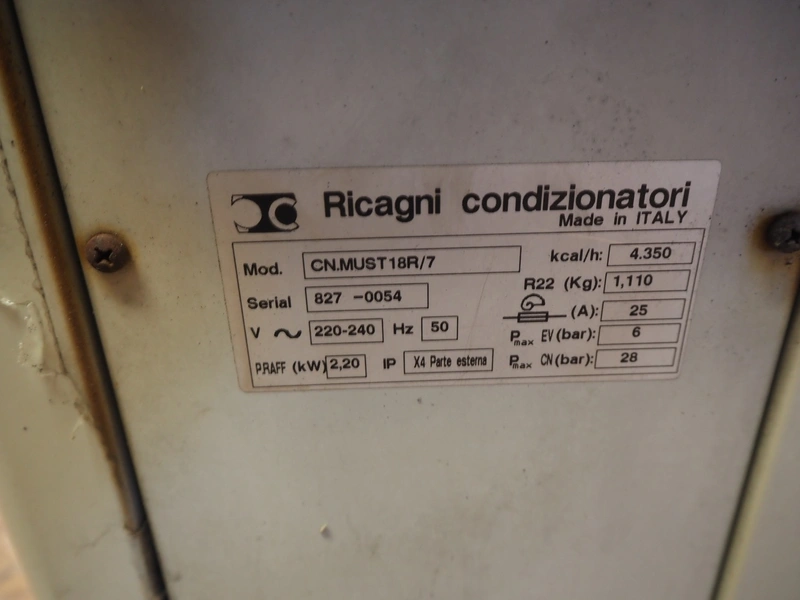 Ricagni condizionatori
Made in ITALY
Mod. CN.MUST18R/7
kcal/h: 4.350
Serial 827 -0054
R22 (Kg): 1,110
V 220-240 Hz 50
(A): 25
Pmax EV (bar): 6
P.RAFF (kW) 2,20 IP X4 Parte esterna
Pmax CN (bar): 28